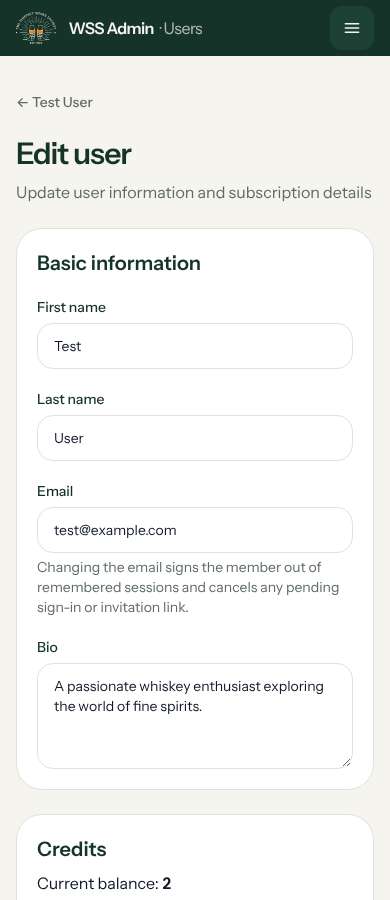 WSS Admin · Users
← Test User
Edit user
Update user information and subscription details
Basic information
First name
Test
Last name
User
Email
test@example.com
Changing the email signs the member out of
remembered sessions and cancels any pending
sign-in or invitation link.
Bio
A passionate whiskey enthusiast exploring
the world of fine spirits.
Credits
Current balance: 2